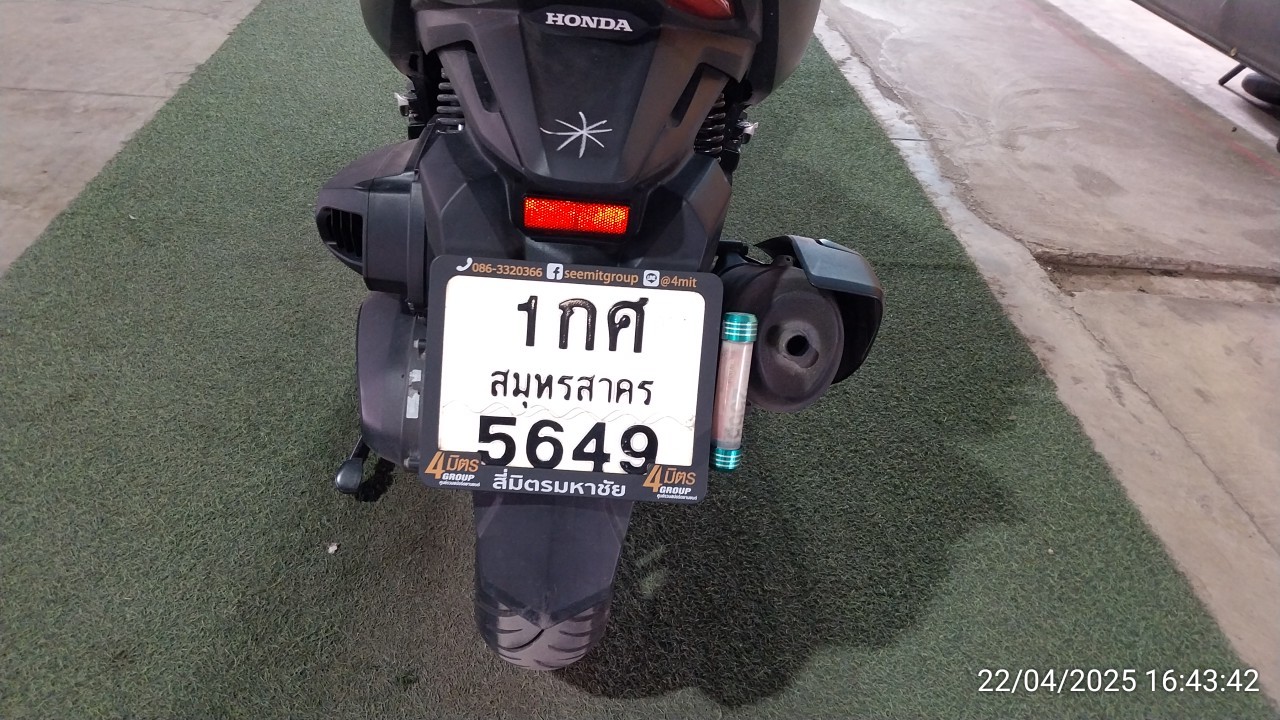 HONDA
086-3320366 seemitgroup @4mit
1กศ
สมุทรสาคร
5649
4มิตร GROUP
สี่มิตรมหาชัย
4มิตร GROUP
22/04/2025 16:43:42